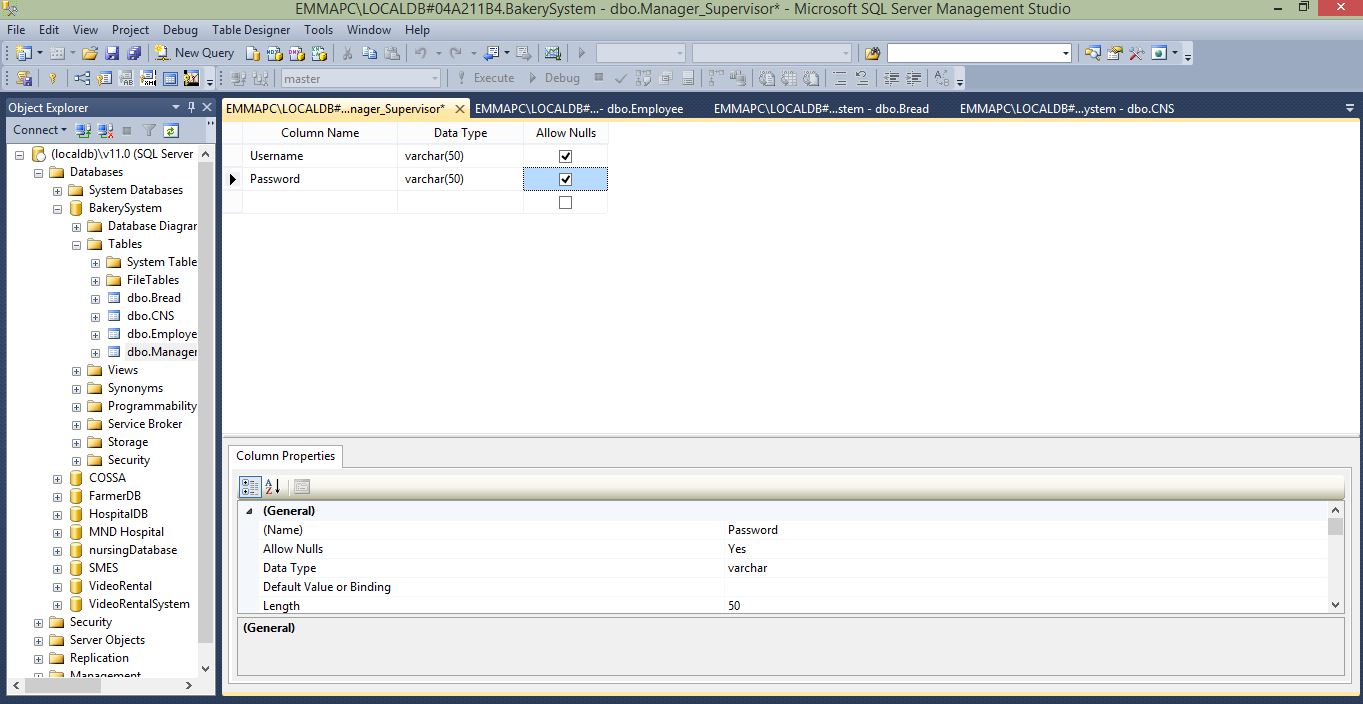 EMMAPC\LOCALDB#04A211B4.BakerySystem - dbo.Manager_Supervisor* - Microsoft SQL Server Management Studio
File Edit View Project Debug Table Designer Tools Window Help
New Query
master Execute Debug
Object Explorer
EMMAPC\LOCALDB#...nager_Supervisor* EMMAPC\LOCALDB#...- dbo.Employee EMMAPC\LOCALDB#...stem - dbo.Bread EMMAPC\LOCALDB#...ystem - dbo.CNS
Connect
(localdb)\v11.0 (SQL Server
Databases
System Databases
BakerySystem
Database Diagrar
Tables
System Table
FileTables
dbo.Bread
dbo.CNS
dbo.Employe
dbo.Manager
Views
Synonyms
Programmability
Service Broker
Storage
Security
COSSA
FarmerDB
HospitalDB
MND Hospital
nursingDatabase
SMES
VideoRental
VideoRentalSystem
Security
Server Objects
Replication
Management
Column Name Data Type Allow Nulls
Username varchar(50)
Password varchar(50)
Column Properties
(General)
(Name) Password
Allow Nulls Yes
Data Type varchar
Default Value or Binding
Length 50
(General)